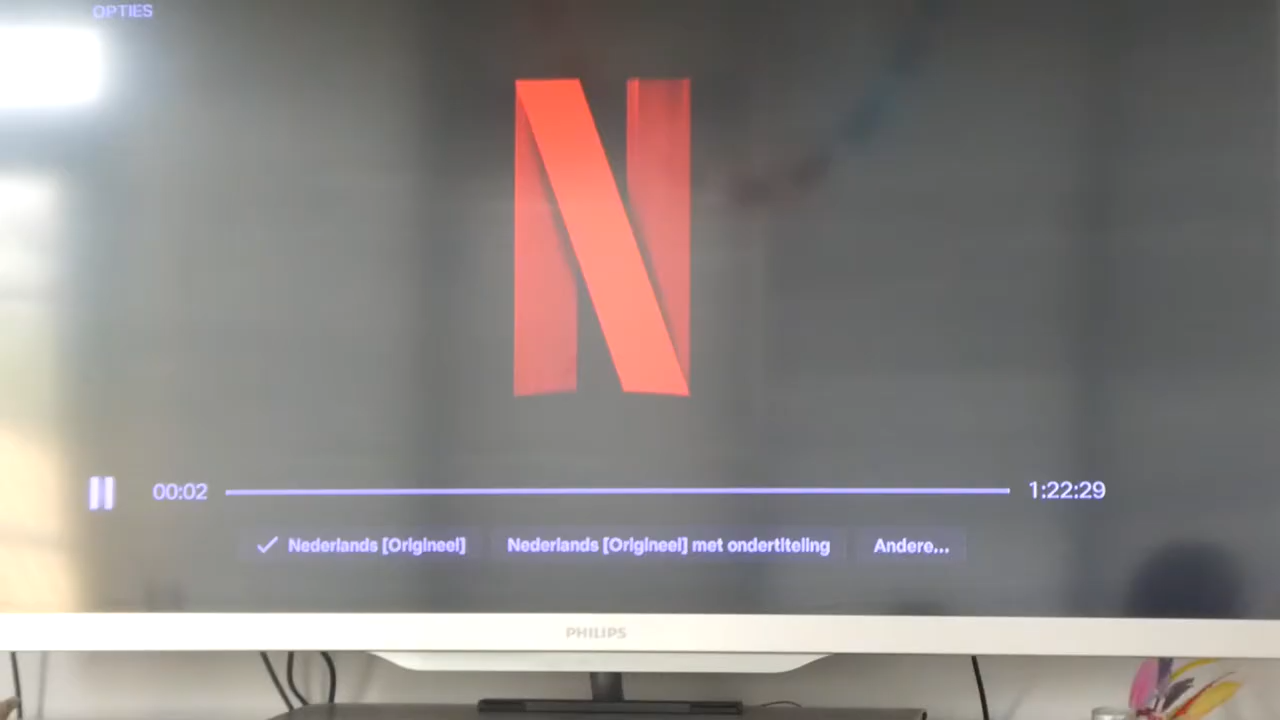 OPTIES
N
00:02 1:22:29
✓ Nederlands [Origineel] Nederlands [Origineel] met ondertiteling Andere...
PHILIPS